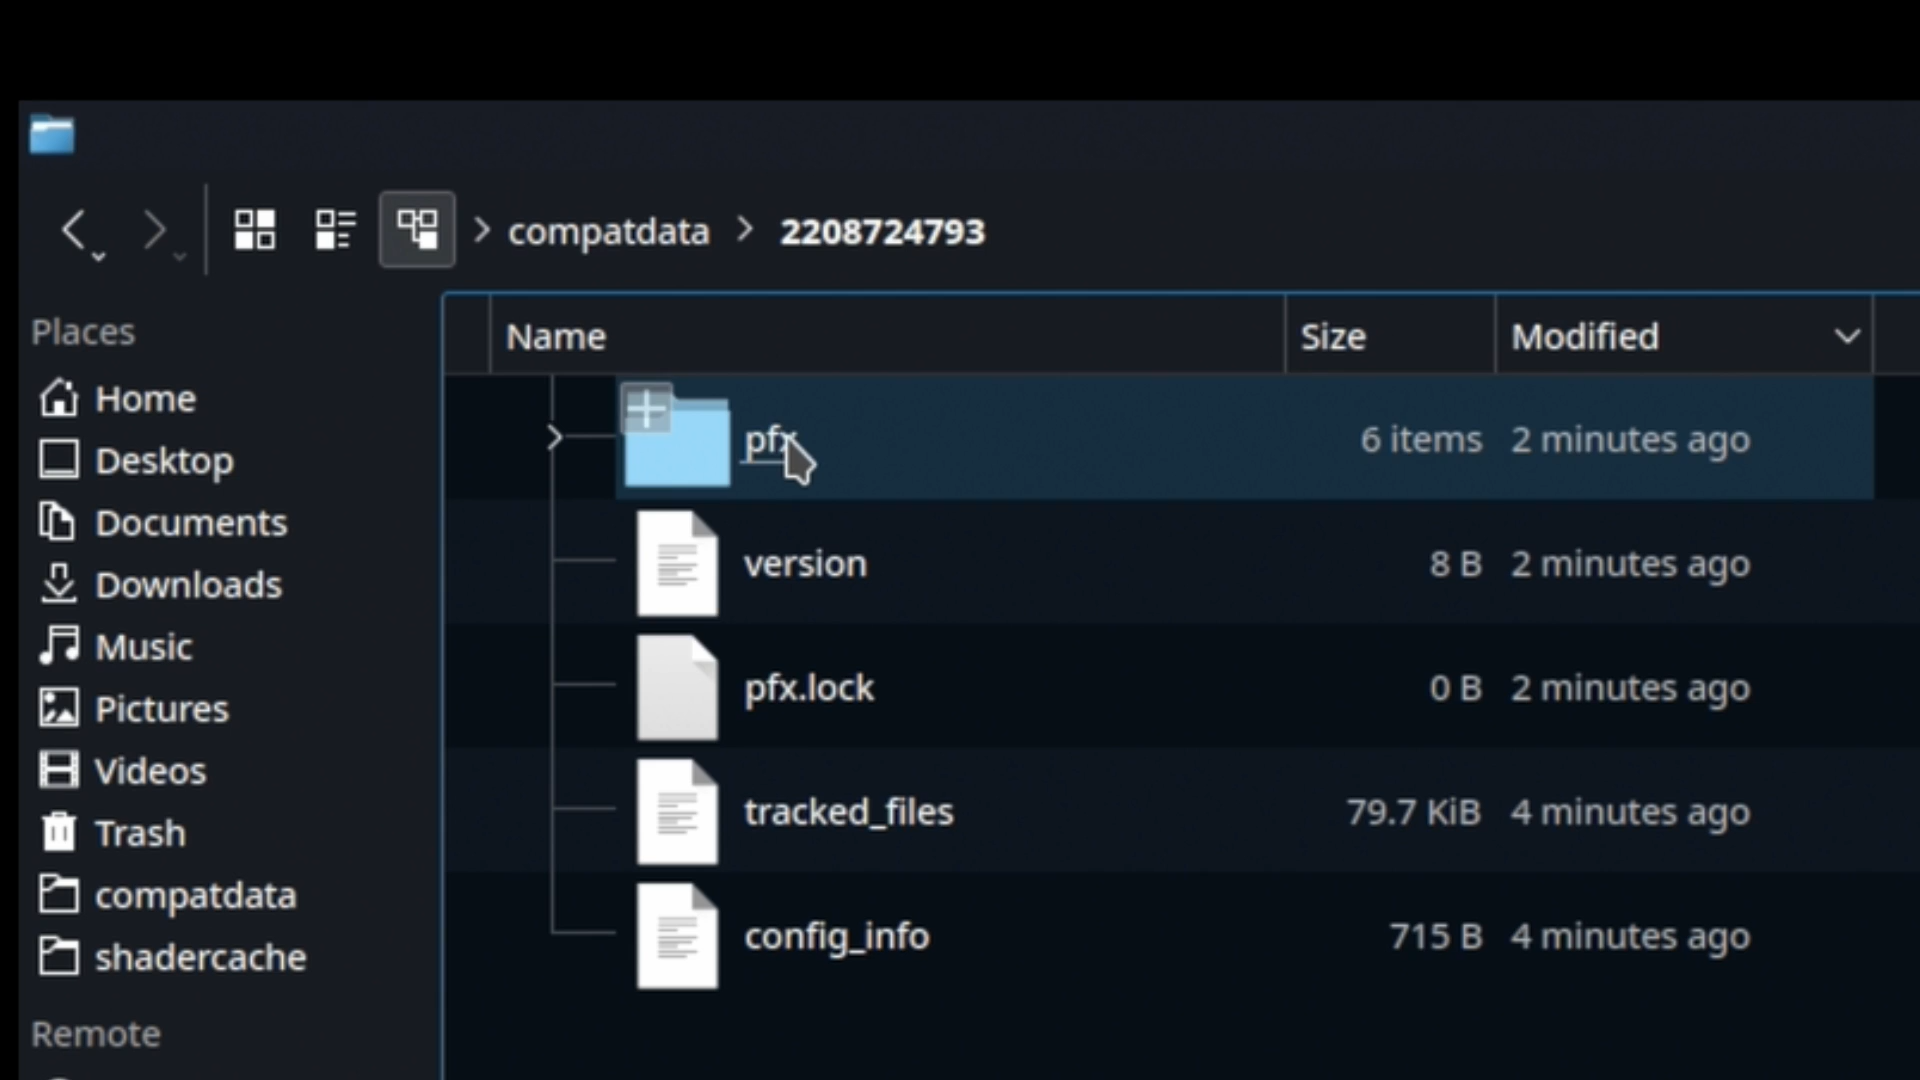 compatdata
2208724793
Places
Home
Desktop
Documents
Downloads
Music
Pictures
Videos
Trash
compatdata
shadercache
Remote
Name Size Modified
pfx 6 items 2 minutes ago
version 8 B 2 minutes ago
pfx.lock 0 B 2 minutes ago
tracked_files 79.7 KiB 4 minutes ago
config_info 715 B 4 minutes ago